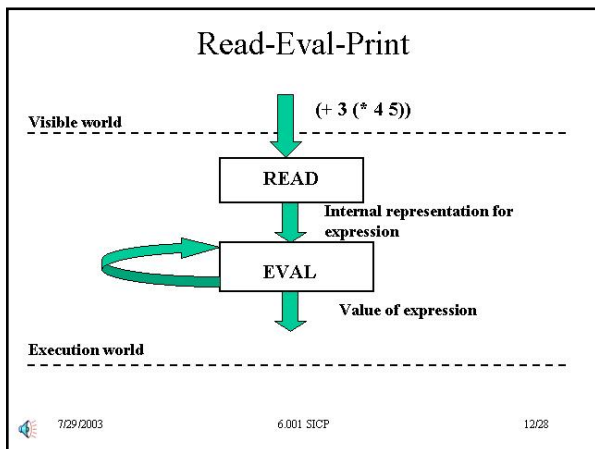 Read-Eval-Print
(+ 3 (* 4 5))
Visible world
READ
Internal representation for
expression
EVAL
Value of expression
Execution world
7/29/2003 6.001 SICP 12/28